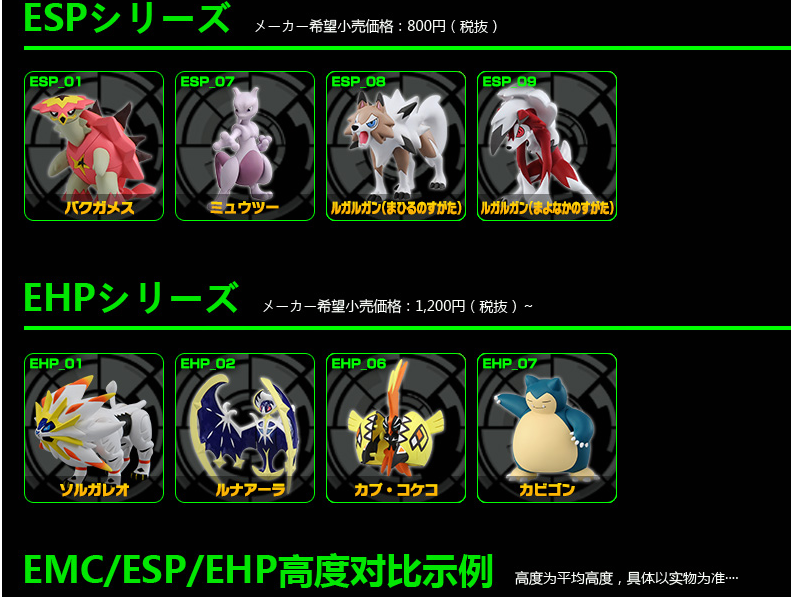 ESPシリーズ メーカー希望小売価格：800円（税抜）
ESP_01 ESP_07 ESP_08 ESP_09
バクガメス ミュウツー ルガルガン(まひるのすがた) ルガルガン(まよなかのすがた)
EHPシリーズ メーカー希望小売価格：1,200円（税抜）~
EHP_01 EHP_02 EHP_06 EHP_07
ソルガレオ ルナアーラ カプ・コケコ カビゴン
EMC/ESP/EHP高度对比示例 高度为平均高度，具体以实物为准····